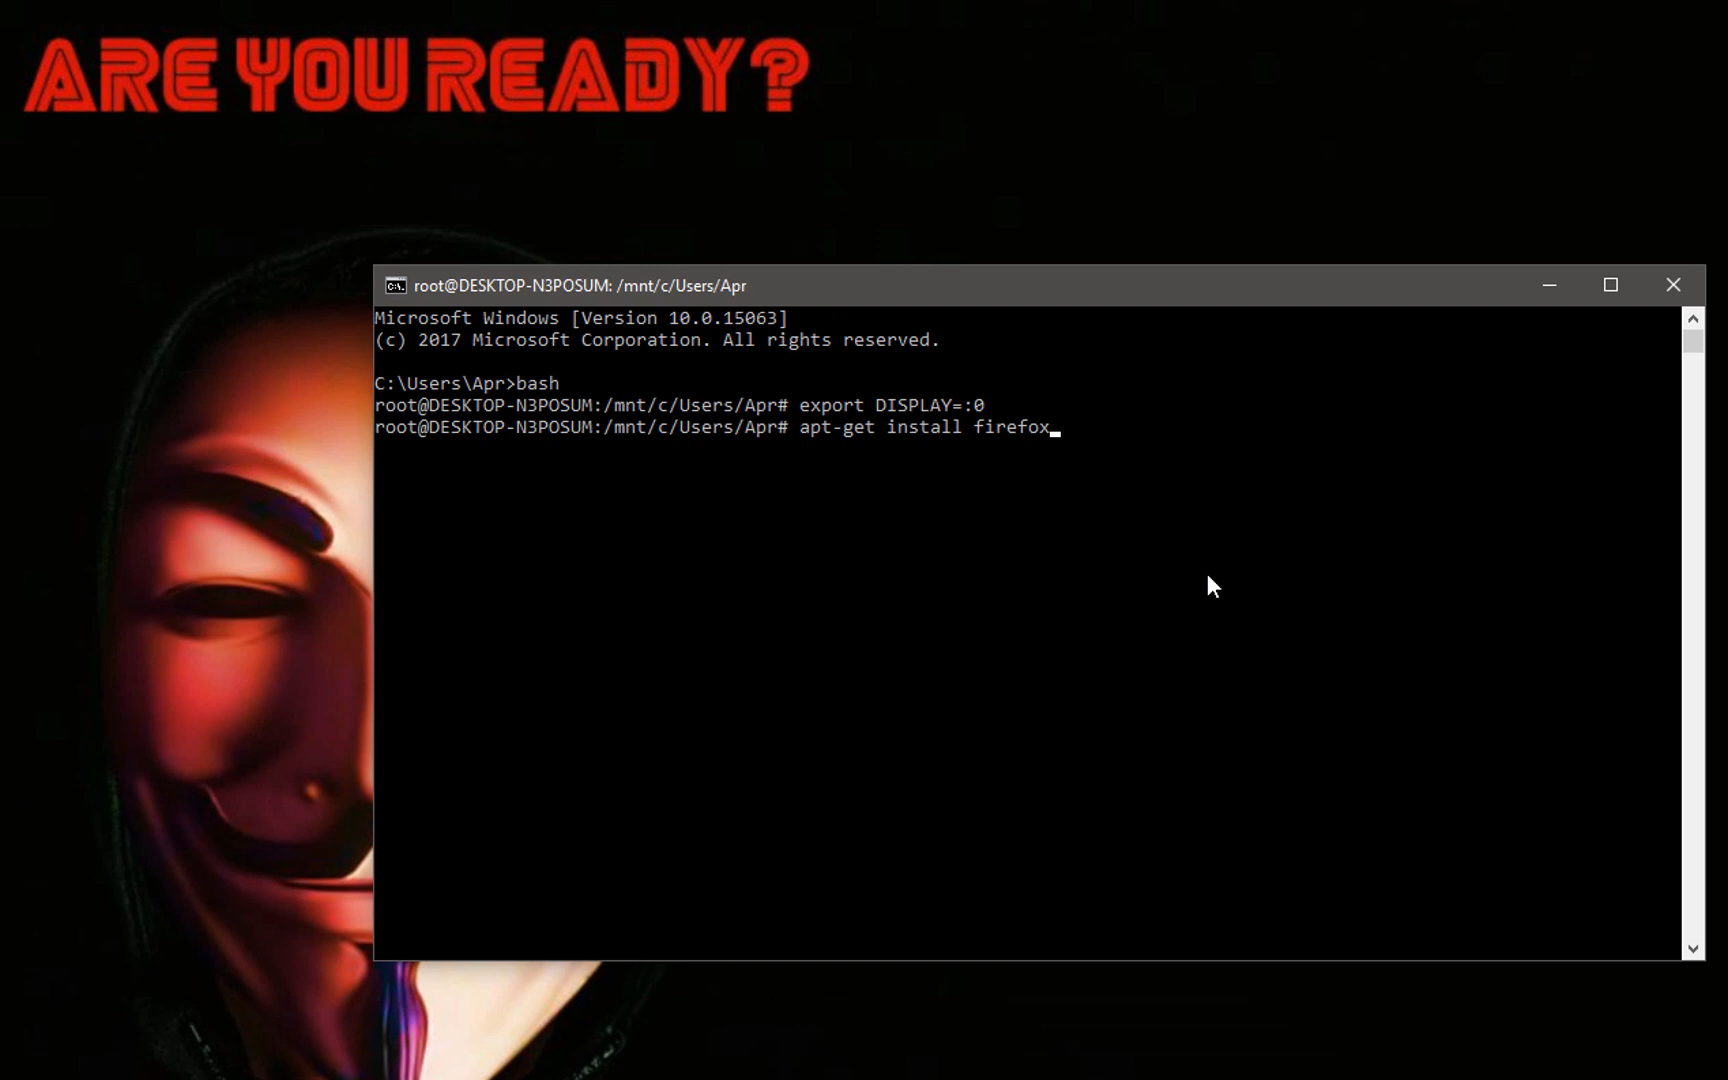 ARE YOU READY?
root@DESKTOP-N3POSUM: /mnt/c/Users/Apr
Microsoft Windows [Version 10.0.15063]
(c) 2017 Microsoft Corporation. All rights reserved.
C:\Users\Apr>bash
root@DESKTOP-N3POSUM:/mnt/c/Users/Apr# export DISPLAY=:0
root@DESKTOP-N3POSUM:/mnt/c/Users/Apr# apt-get install firefox